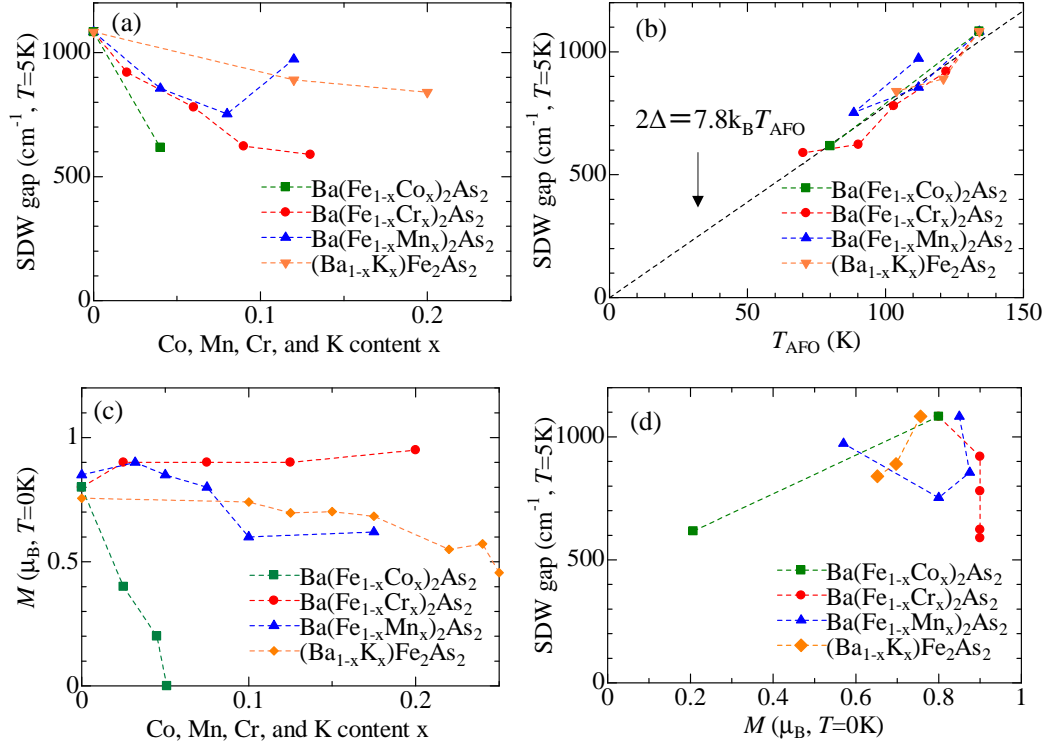 (a)
SDW gap (cm⁻¹, T=5K)
1000
500
0
0
0.1
0.2
Ba(Fe₁₋ₓCoₓ)₂As₂
Ba(Fe₁₋ₓCrₓ)₂As₂
Ba(Fe₁₋ₓMnₓ)₂As₂
(Ba₁₋ₓKₓ)Fe₂As₂
Co, Mn, Cr, and K content x
(b)
SDW gap (cm⁻¹, T=5K)
1000
500
0
0
50
100
150
2Δ=7.8k_BT_AFO
Ba(Fe₁₋ₓCoₓ)₂As₂
Ba(Fe₁₋ₓCrₓ)₂As₂
Ba(Fe₁₋ₓMnₓ)₂As₂
(Ba₁₋ₓKₓ)Fe₂As₂
T_AFO (K)
(c)
M (μ_B, T=0K)
1
0.5
0
0
0.1
0.2
Ba(Fe₁₋ₓCoₓ)₂As₂
Ba(Fe₁₋ₓCrₓ)₂As₂
Ba(Fe₁₋ₓMnₓ)₂As₂
(Ba₁₋ₓKₓ)Fe₂As₂
Co, Mn, Cr, and K content x
(d)
SDW gap (cm⁻¹, T=5K)
1000
500
0
0
0.2
0.4
0.6
0.8
1
Ba(Fe₁₋ₓCoₓ)₂As₂
Ba(Fe₁₋ₓCrₓ)₂As₂
Ba(Fe₁₋ₓMnₓ)₂As₂
(Ba₁₋ₓKₓ)Fe₂As₂
M (μ_B, T=0K)